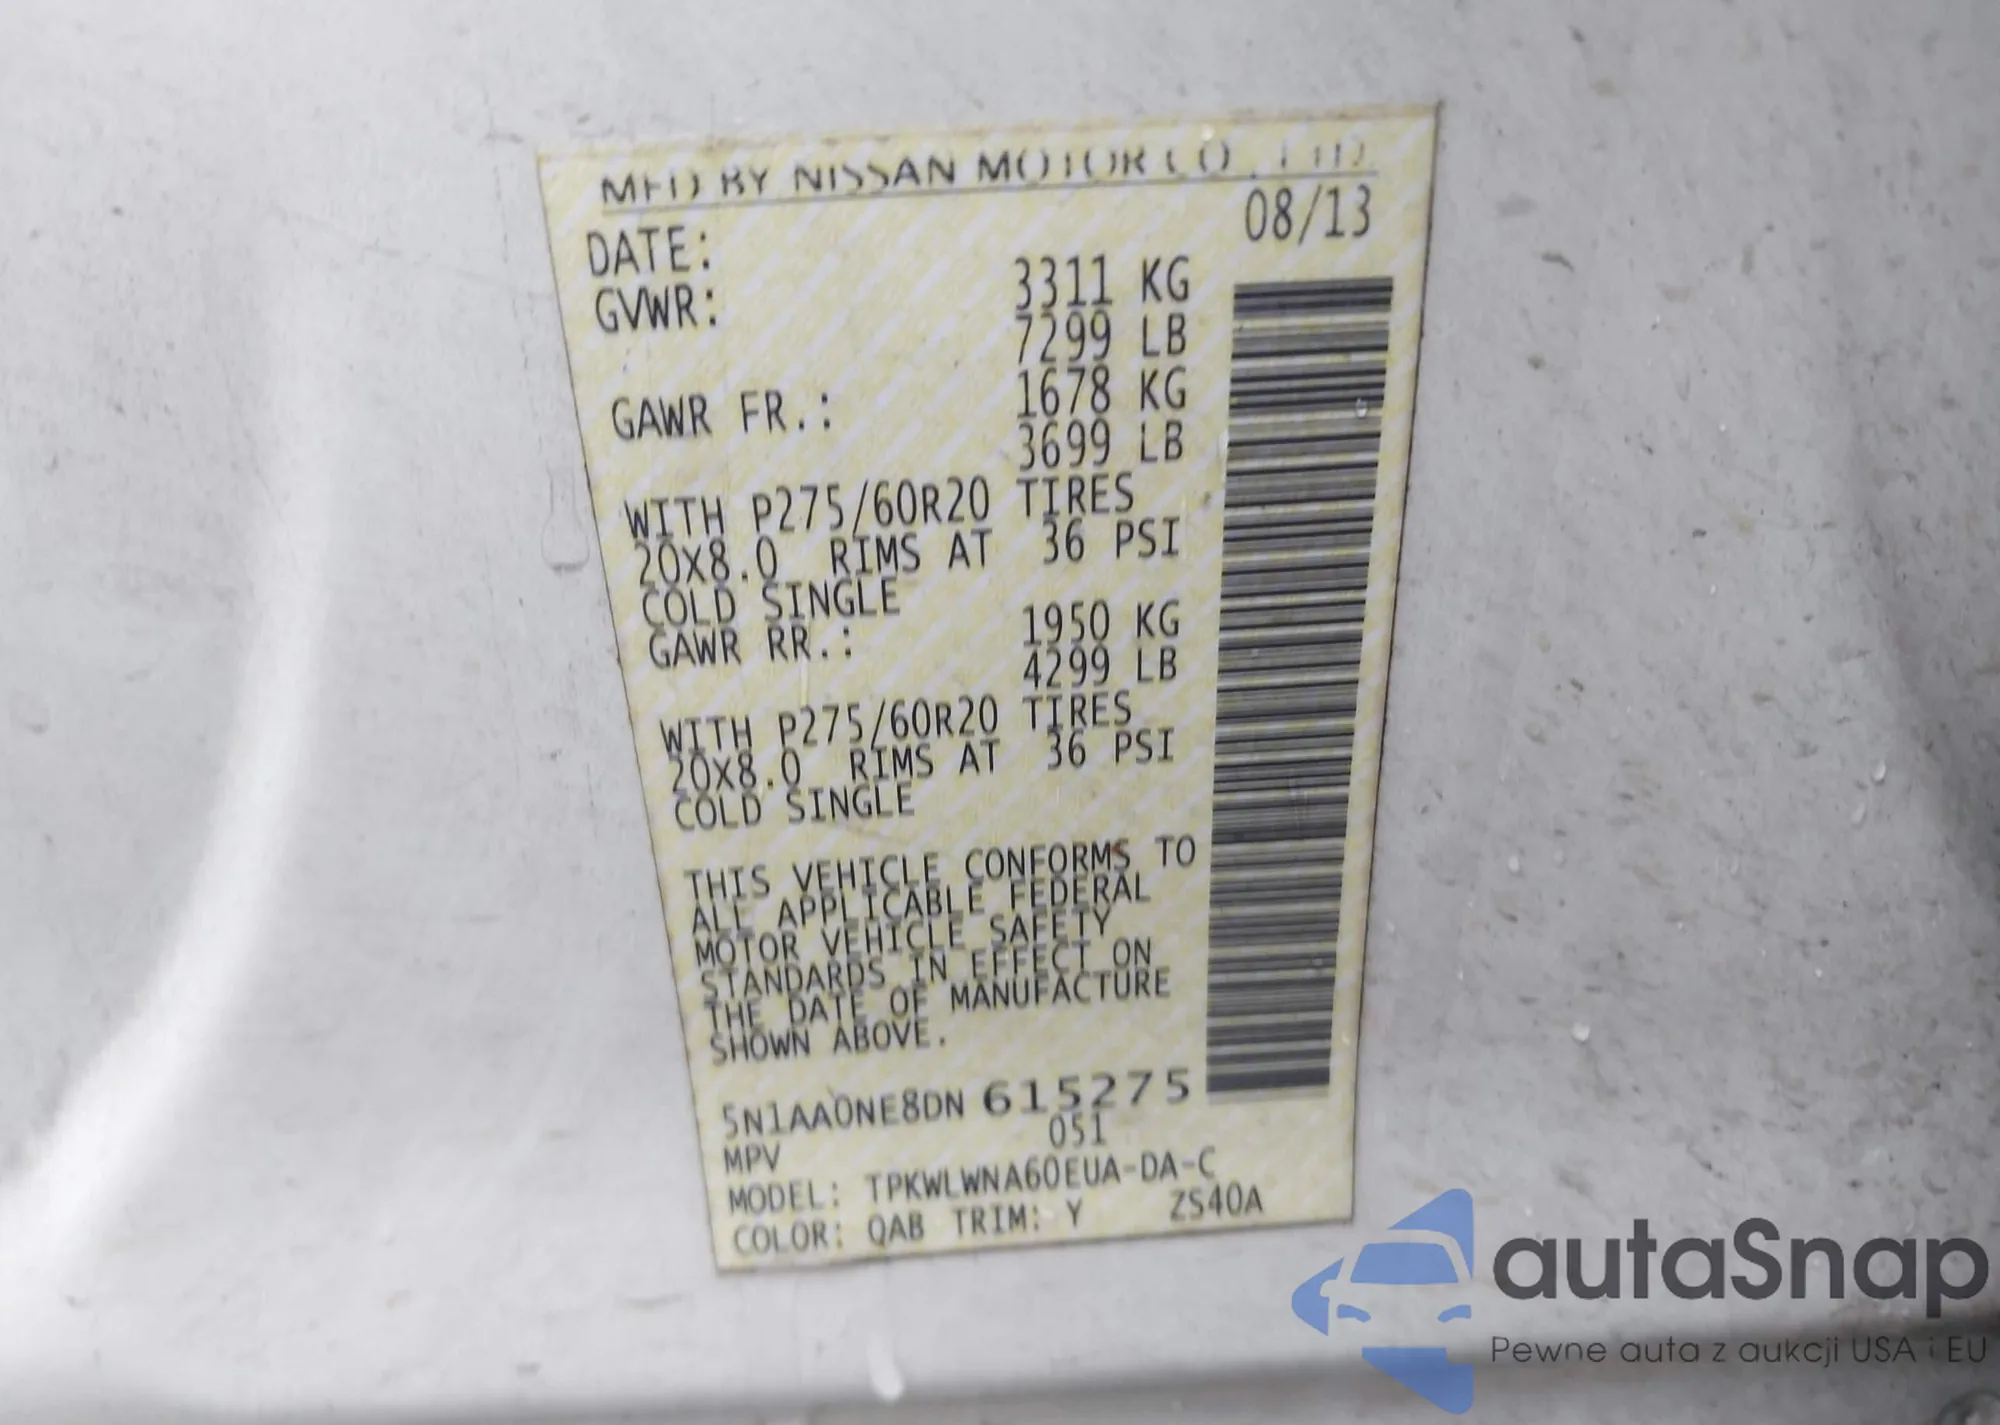 MFD BY NISSAN MOTOR CO., LTD.
DATE: 08/13
GVWR: 3311 KG
7299 LB
GAWR FR.: 1678 KG
3699 LB
WITH P275/60R20 TIRES
20X8.0 RIMS AT 36 PSI
COLD SINGLE
GAWR RR.: 1950 KG
4299 LB
WITH P275/60R20 TIRES
20X8.0 RIMS AT 36 PSI
COLD SINGLE
THIS VEHICLE CONFORMS TO
ALL APPLICABLE FEDERAL
MOTOR VEHICLE SAFETY
STANDARDS IN EFFECT ON
THE DATE OF MANUFACTURE
SHOWN ABOVE.
5N1AA0NE8DN 615275
MPV 051
MODEL: TPKWLWNA60EUA-DA-C
COLOR: QAB TRIM: Y ZS40A
autaSnap
Pewne auta z aukcji USA i EU